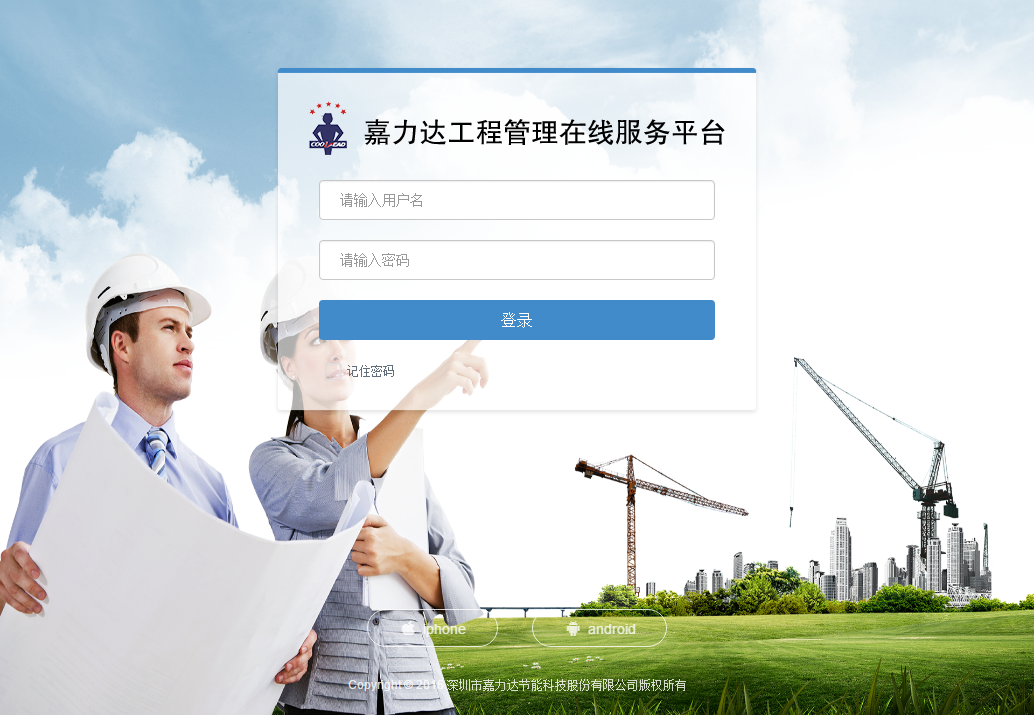 COOLEAD
嘉力达工程管理在线服务平台
请输入用户名
请输入密码
登录
记住密码
iphone
android
Copyright © 2016 深圳市嘉力达节能科技股份有限公司版权所有